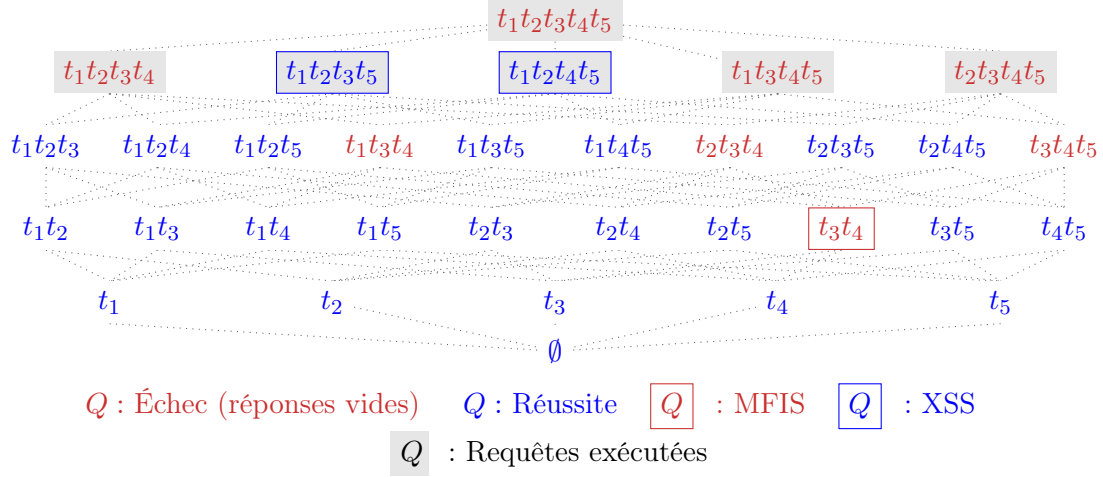 t₁t₂t₃t₄t₅
t₁t₂t₃t₄ t₁t₂t₃t₅ t₁t₂t₄t₅ t₁t₃t₄t₅ t₂t₃t₄t₅
t₁t₂t₃ t₁t₂t₄ t₁t₂t₅ t₁t₃t₄ t₁t₃t₅ t₁t₄t₅ t₂t₃t₄ t₂t₃t₅ t₂t₄t₅ t₃t₄t₅
t₁t₂ t₁t₃ t₁t₄ t₁t₅ t₂t₃ t₂t₄ t₂t₅ t₃t₄ t₃t₅ t₄t₅
t₁ t₂ t₃ t₄ t₅
∅
Q : Échec (réponses vides) Q : Réussite Q : MFIS Q : XSS
Q : Requêtes exécutées